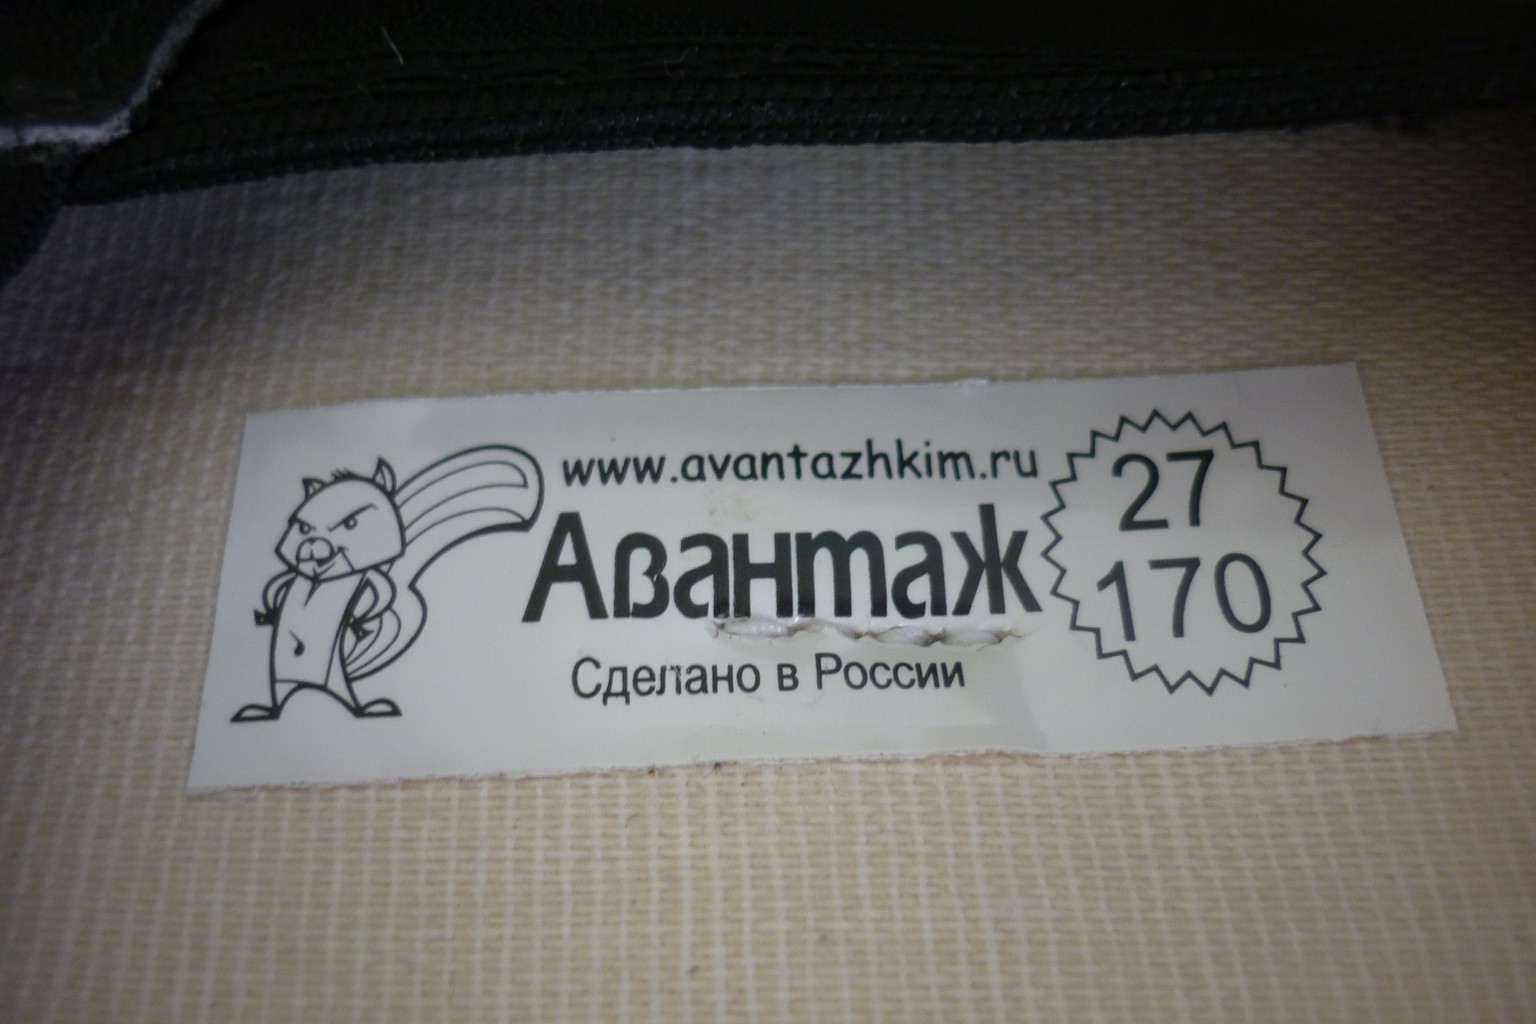 www.avantazhkim.ru
Авантаж
Сделано в России
27
170